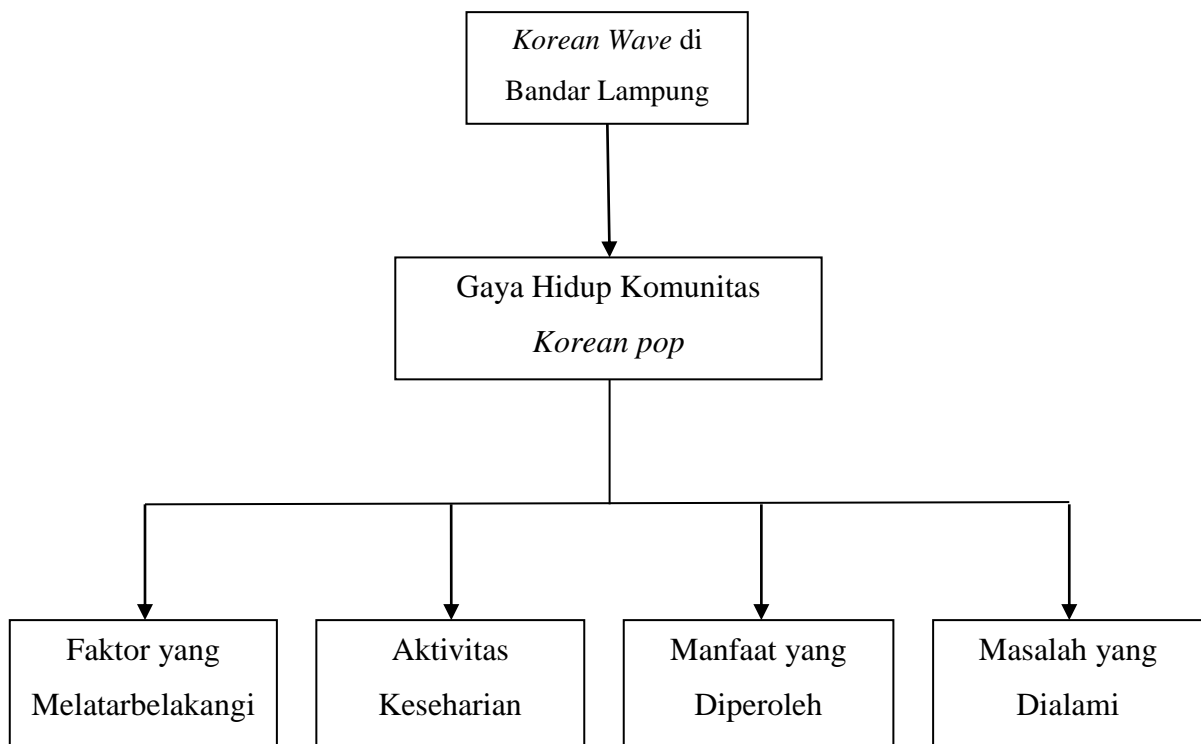 Korean Wave di
Bandar Lampung
Gaya Hidup Komunitas
Korean pop
Faktor yang
Melatarbelakangi
Aktivitas
Keseharian
Manfaat yang
Diperoleh
Masalah yang
Dialami